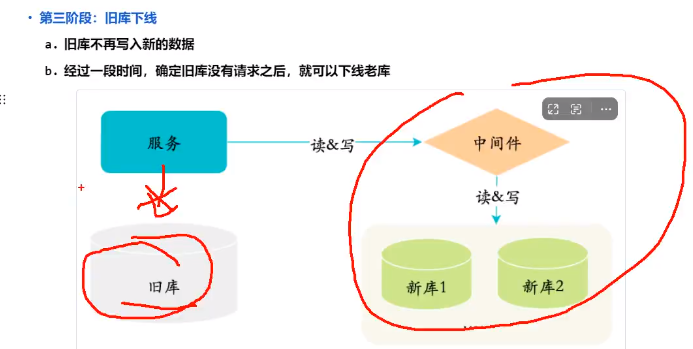 • 第三阶段：旧库下线
a. 旧库不再写入新的数据
b. 经过一段时间，确定旧库没有请求之后，就可以下线老库
服务
读&写
中间件
读&写
旧库
新库1
新库2